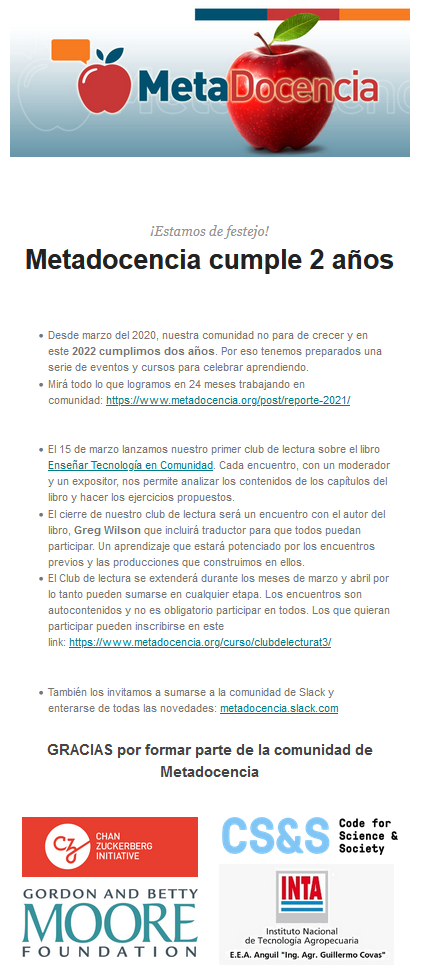 MetaDocencia
¡Estamos de festejo!
Metadocencia cumple 2 años
Desde marzo del 2020, nuestra comunidad no para de crecer y en
este 2022 cumplimos dos años. Por eso tenemos preparados una
serie de eventos y cursos para celebrar aprendiendo.
Mirá todo lo que logramos en 24 meses trabajando en
comunidad: https://www.metadocencia.org/post/reporte-2021/
El 15 de marzo lanzamos nuestro primer club de lectura sobre el libro
Enseñar Tecnología en Comunidad. Cada encuentro, con un moderador
y un expositor, nos permite analizar los contenidos de los capítulos del
libro y hacer los ejercicios propuestos.
El cierre de nuestro club de lectura será un encuentro con el autor del
libro, Greg Wilson que incluirá traductor para que todos puedan
participar. Un aprendizaje que estará potenciado por los encuentros
previos y las producciones que construimos en ellos.
El Club de lectura se extenderá durante los meses de marzo y abril por
lo tanto pueden sumarse en cualquier etapa. Los encuentros son
autocontenidos y no es obligatorio participar en todos. Los que quieran
participar pueden inscribirse en este
link: https://www.metadocencia.org/curso/clubdelecturat3/
También los invitamos a sumarse a la comunidad de Slack y
enterarse de todas las novedades: metadocencia.slack.com
GRACIAS por formar parte de la comunidad de
Metadocencia
CZ
CHAN
ZUCKERBERG
INITIATIVE
CS&S
Code for
Science &
Society
GORDON AND BETTY
MOORE
FOUNDATION
INTA
Instituto Nacional
de Tecnología Agropecuaria
E.E.A. Anguil "Ing. Agr. Guillermo Covas"